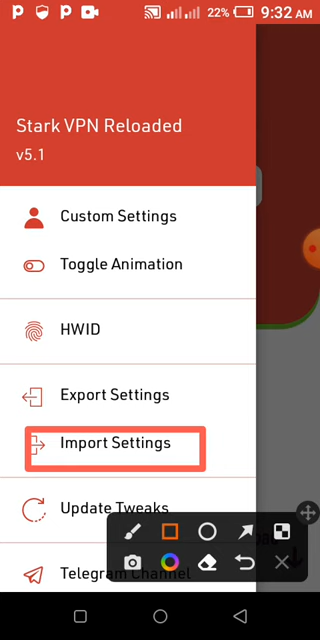 22% 9:32 AM
Stark VPN Reloaded
v5.1
Custom Settings
Toggle Animation
HWID
Export Settings
Import Settings
Update Tweaks
Telegram Channel